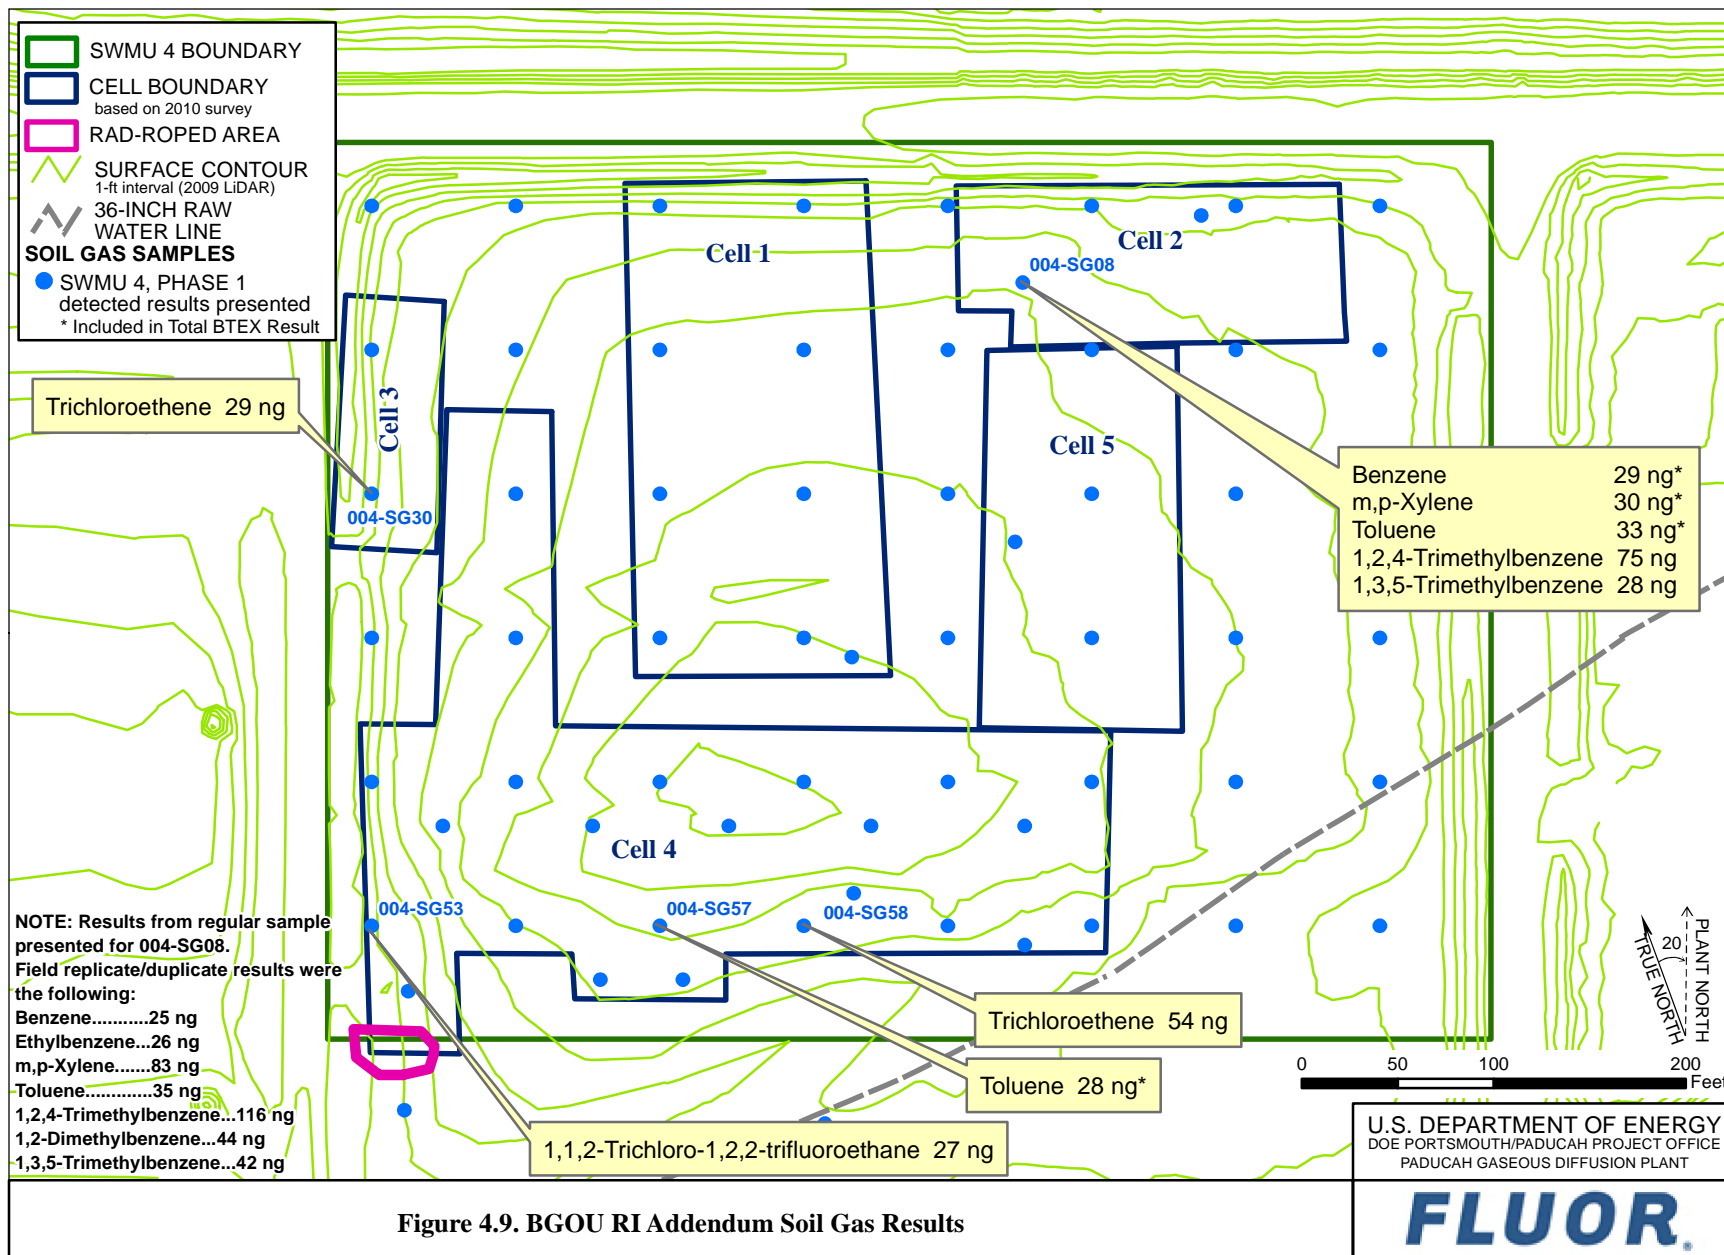 SWMU 4 BOUNDARY
CELL BOUNDARY
based on 2010 survey
RAD-ROPED AREA
SURFACE CONTOUR
1-ft interval (2009 LiDAR)
36-INCH RAW
WATER LINE
SOIL GAS SAMPLES
SWMU 4, PHASE 1
detected results presented
* Included in Total BTEX Result
Cell 1
Cell 2
004-SG08
Cell 3
Trichloroethene 29 ng
004-SG30
Cell 5
Benzene 29 ng*
m,p-Xylene 30 ng*
Toluene 33 ng*
1,2,4-Trimethylbenzene 75 ng
1,3,5-Trimethylbenzene 28 ng
Cell 4
004-SG53
004-SG57
004-SG58
NOTE: Results from regular sample
presented for 004-SG08.
Field replicate/duplicate results were
the following:
Benzene...........25 ng
Ethylbenzene...26 ng
m,p-Xylene......83 ng
Toluene.............35 ng
1,2,4-Trimethylbenzene...116 ng
1,2-Dimethylbenzene...44 ng
1,3,5-Trimethylbenzene...42 ng
Trichloroethene 54 ng
Toluene 28 ng*
1,1,2-Trichloro-1,2,2-trifluoroethane 27 ng
TRUE NORTH
20
PLANT NORTH
0 50 100 200
Feet
U.S. DEPARTMENT OF ENERGY
DOE PORTSMOUTH/PADUCAH PROJECT OFFICE
PADUCAH GASEOUS DIFFUSION PLANT
Figure 4.9. BGOU RI Addendum Soil Gas Results
FLUOR®